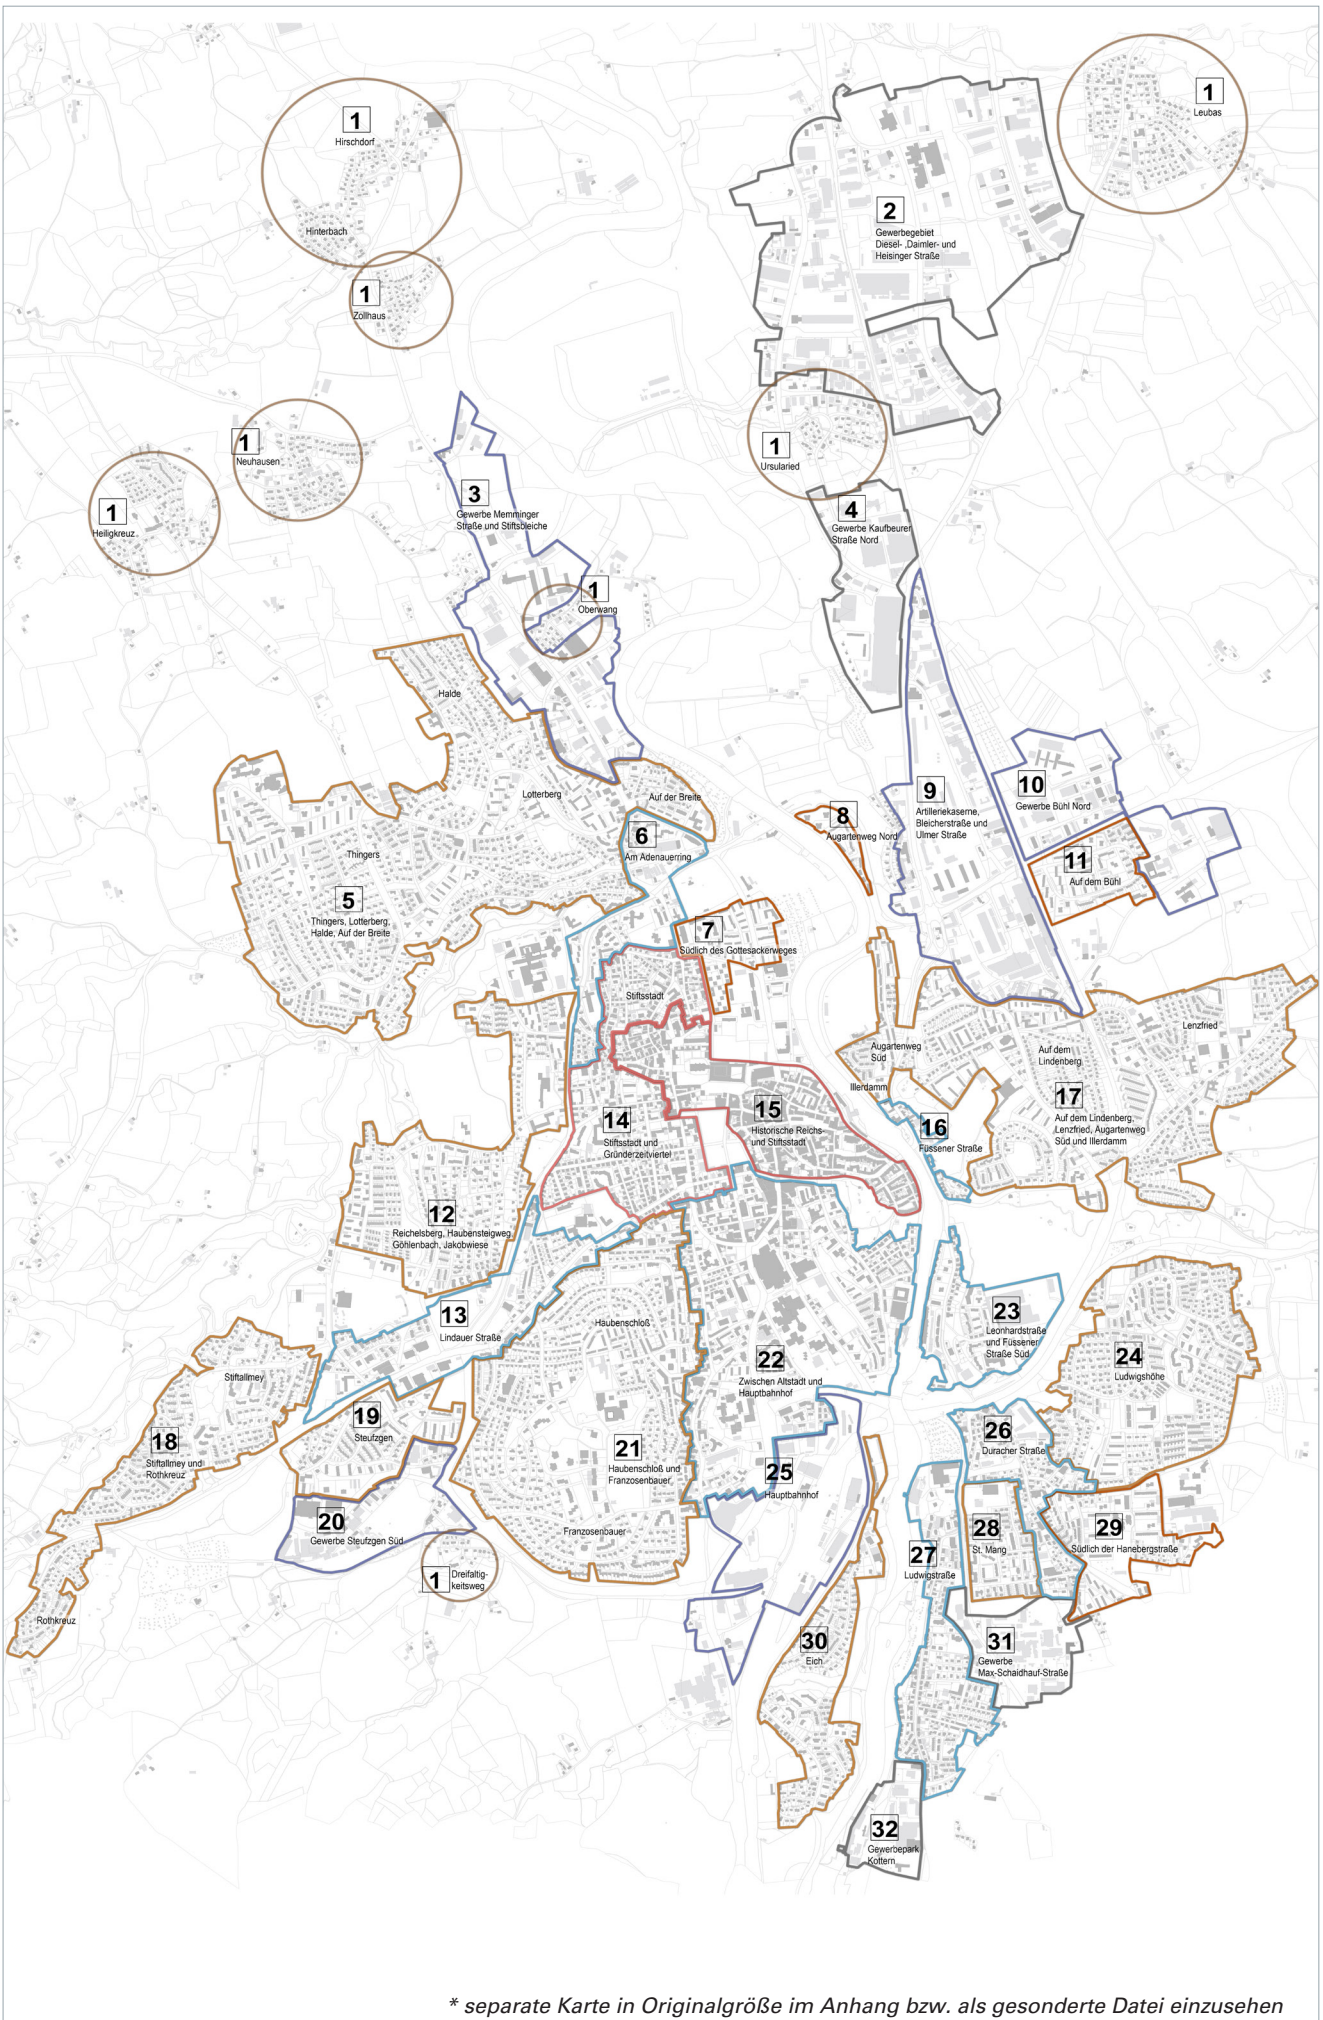 1
Hirschdorf
Hinterbach
1
Zollhaus
1
Leubas
2
Gewerbegebiet
Diesel- ,Daimler- und
Heisinger Straße
1
Neuhausen
1
Heiligkreuz
1
Ursularied
3
Gewerbe Memminger
Straße und Stiftsbleiche
4
Gewerbe Kaufbeurer
Straße Nord
1
Oberwang
Halde
Lotterberg
Auf der Breite
Thingers
5
Thingers, Lotterberg,
Halde, Auf der Breite
6
Am Adenauerring
8
Augartenweg Nord
9
Artilleriekaserne,
Bleicherstraße und
Ulmer Straße
10
Gewerbe Bühl Nord
11
Auf dem Bühl
7
Südlich des Gottesackerweges
Stiftsstadt
Augartenweg
Süd
Illerdamm
Auf dem
Lindenberg
Lenzfried
17
Auf dem Lindenberg,
Lenzfried, Augartenweg
Süd und Illerdamm
14
Stiftsstadt und
Gründerzeitviertel
15
Historische Reichs-
und Stiftsstadt
16
Füssener Straße
12
Reichelsberg, Haubensteigweg
Göhlenbach, Jakobwiese
13
Lindauer Straße
Haubenschloß
22
Zwischen Altstadt und
Hauptbahnhof
23
Leonhardstraße
und Füssener
Straße Süd
24
Ludwigshöhe
Stiftallmey
18
Stiftallmey und
Rothkreuz
19
Steufzgen
21
Haubenschloß und
Franzosenbauer
25
Hauptbahnhof
26
Duracher Straße
20
Gewerbe Steufzgen Süd
Franzosenbauer
1
Dreifaltig-
keitsweg
27
Ludwigstraße
28
St. Mang
29
Südlich der Hanebergstraße
Rothkreuz
30
Eich
31
Gewerbe
Max-Schaidhauf-Straße
32
Gewerbepark
Kottern
* separate Karte in Originalgröße im Anhang bzw. als gesonderte Datei einzusehen